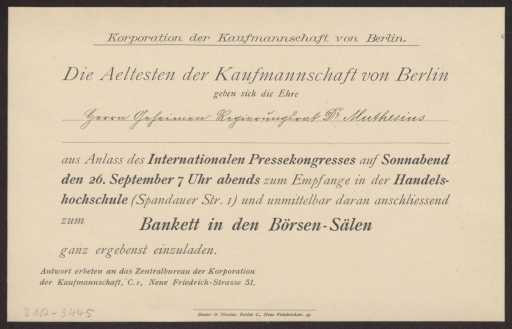 Korporation der Kaufmannschaft von Berlin.
Die Aeltesten der Kaufmannschaft von Berlin
geben sich die Ehre
Herrn Geheimen Regierungsrat Dr Muthesius
aus Anlass des Internationalen Pressekongresses auf Sonnabend
den 26. September 7 Uhr abends zum Empfange in der Handels-
hochschule (Spandauer Str. 1) und unmittelbar daran anschliessend
zum Bankett in den Börsen-Sälen
ganz ergebenst einzuladen.
Antwort erbeten an das Zentralbureau der Korporation
der Kaufmannschaft, C. 2, Neue Friedrich-Strasse 51.